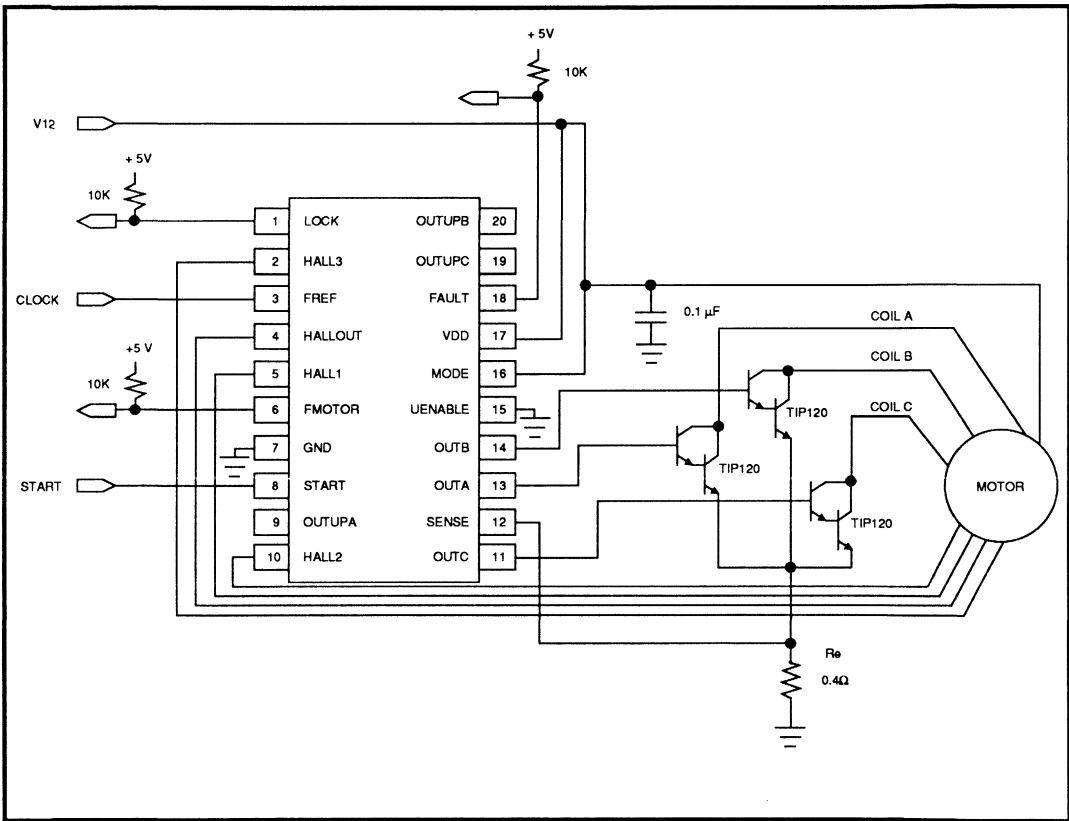 + 5V
10K
V12
+ 5V
10K
1 LOCK OUTUPB 20
2 HALL3 OUTUPC 19
CLOCK 3 FREF FAULT 18
4 HALLOUT VDD 17
0.1 µF
COIL A
+5 V
10K
5 HALL1 MODE 16
COIL B
6 FMOTOR UENABLE 15
TIP120
COIL C
7 GND OUTB 14
TIP120
START 8 START OUTA 13
MOTOR
9 OUTUPA SENSE 12
TIP120
10 HALL2 OUTC 11
Re
0.4Ω